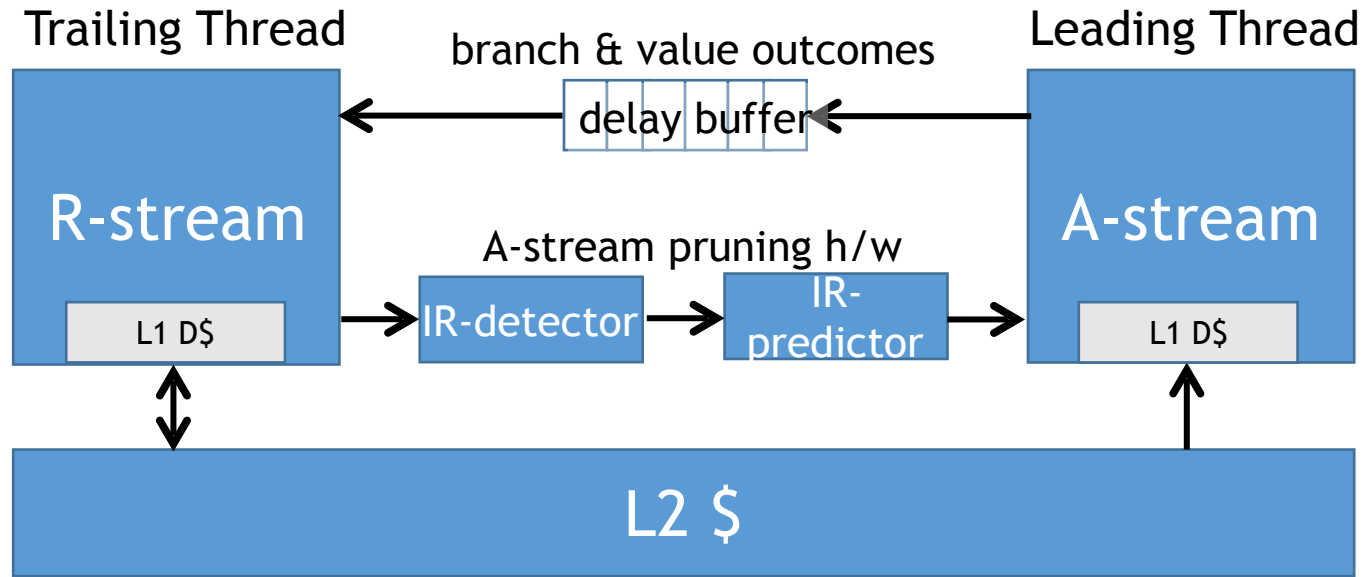 Trailing Thread
Leading Thread
branch & value outcomes
delay buffer
R-stream
A-stream
A-stream pruning h/w
IR-detector
IR-
predictor
L1 D$
L1 D$
L2 $